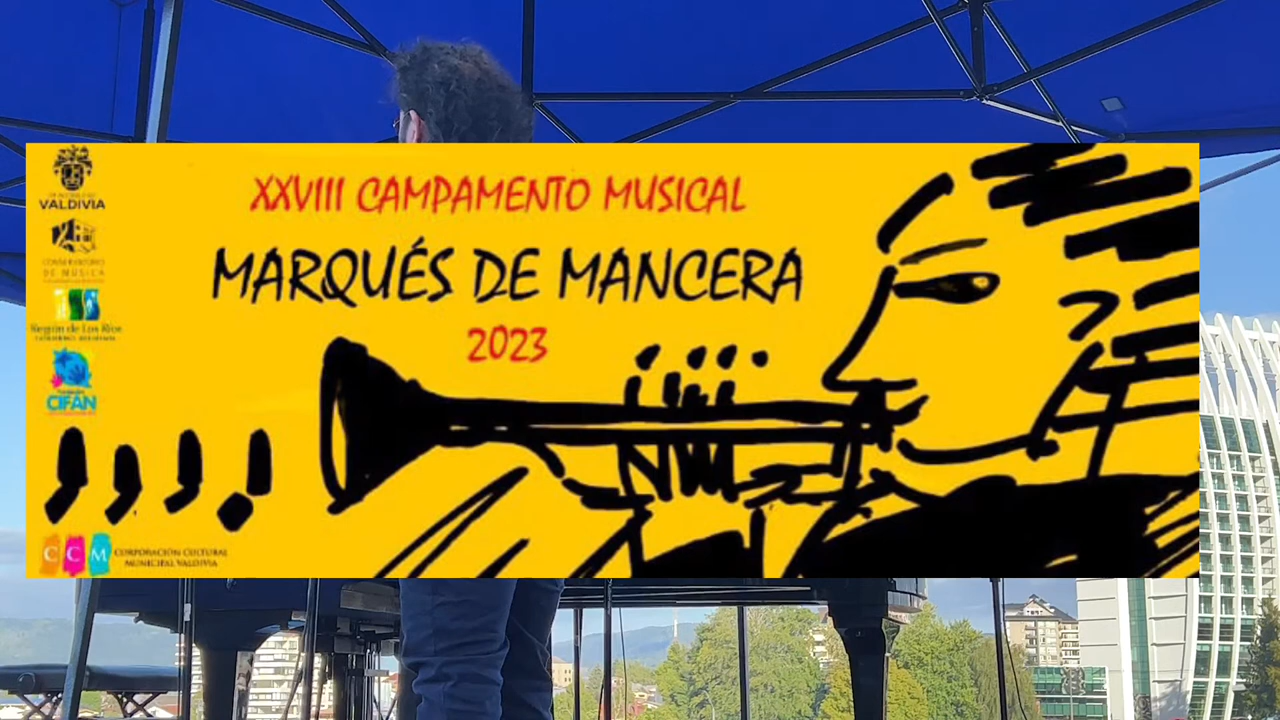 XXVIII CAMPAMENTO MUSICAL
MARQUÉS DE MANCERA
2023
VALDIVIA
CONSERVATORIO
DE MÚSICA
Región de Los Ríos
CIFAN
CCM
CORPORACIÓN CULTURAL
MUNICIPAL VALDIVIA